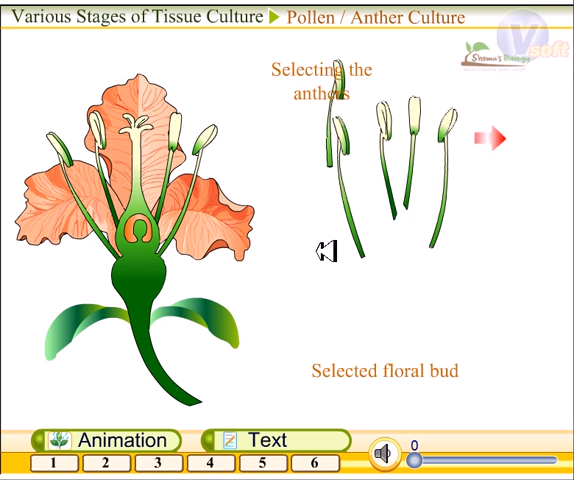 Various Stages of Tissue Culture Pollen / Anther Culture
V
soft
Shomu's Biology
Selecting the
anthers
Selected floral bud
Animation Text
0
1 2 3 4 5 6